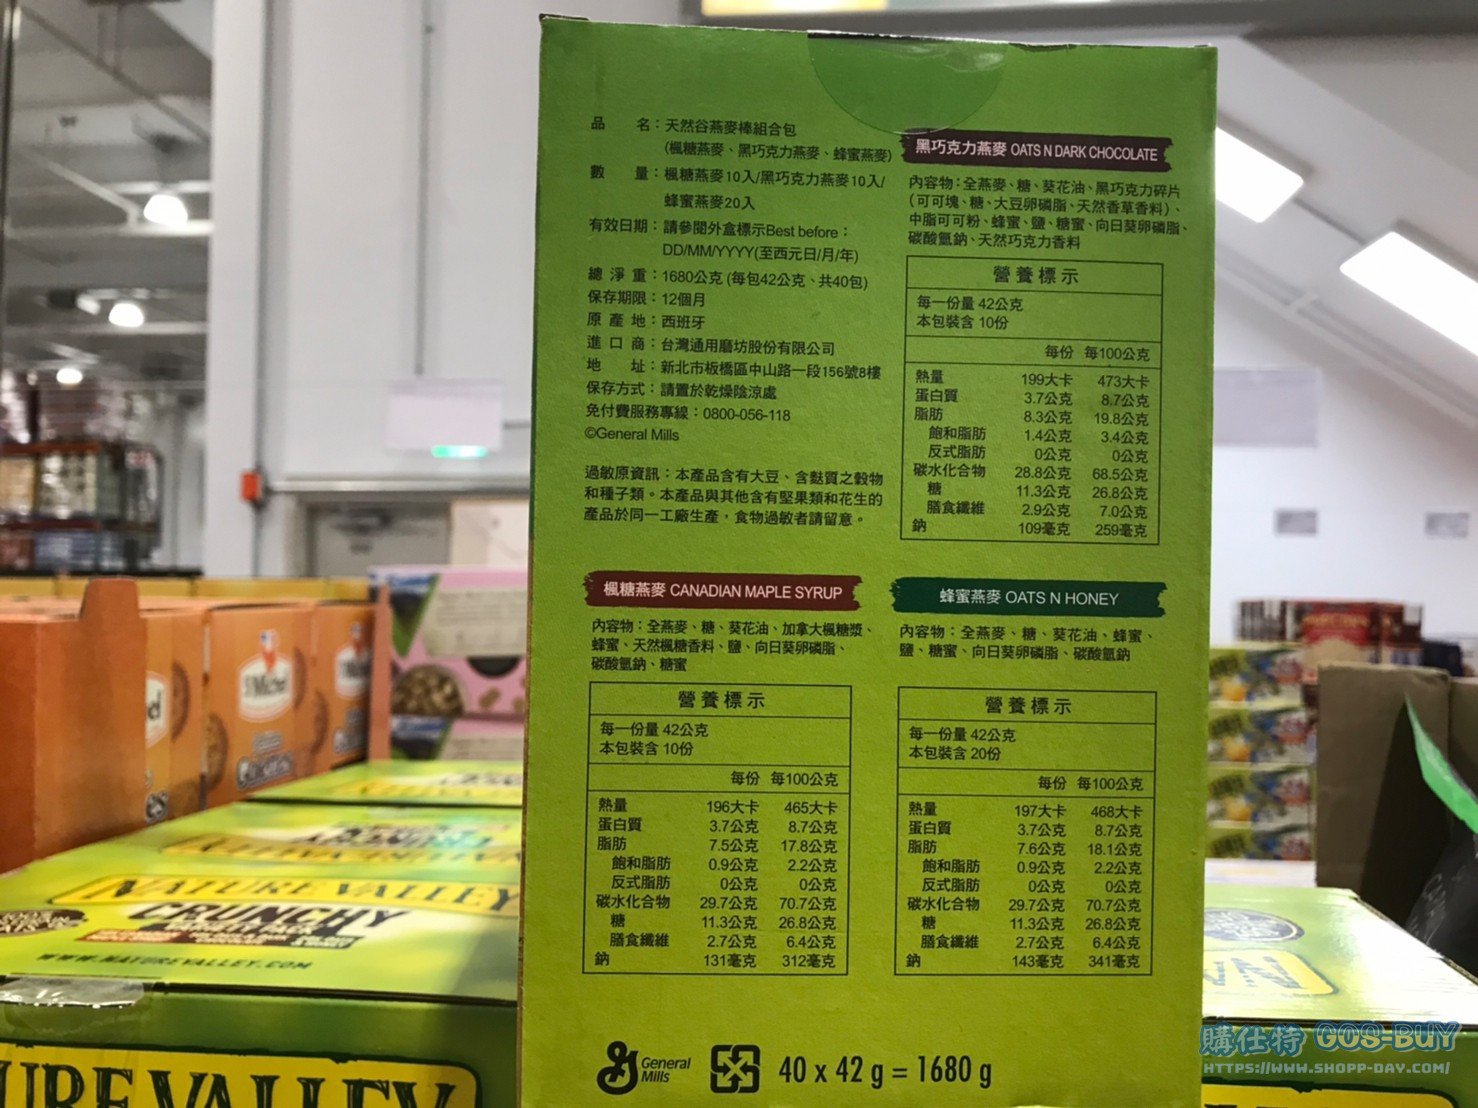 品　　名：天然谷燕麥棒組合包
(楓糖燕麥、黑巧克力燕麥、蜂蜜燕麥)
數　　量：楓糖燕麥10入/黑巧克力燕麥10入/
蜂蜜燕麥20入
有效日期：請參閱外盒標示Best before：
DD/MM/YYYY(至西元日/月/年)
總 淨 重：1680公克 (每包42公克、共40包)
保存期限：12個月
原 產 地：西班牙
進 口 商：台灣通用磨坊股份有限公司
地　　址：新北市板橋區中山路一段156號8樓
保存方式：請置於乾燥陰涼處
免付費服務專線：0800-056-118
©General Mills
過敏原資訊：本產品含有大豆、含麩質之穀物
和種子類。本產品與其他含有堅果類和花生的
產品於同一工廠生產，食物過敏者請留意。
黑巧克力燕麥 OATS N DARK CHOCOLATE
內容物：全燕麥、糖、葵花油、黑巧克力碎片
(可可塊、糖、大豆卵磷脂、天然香草香料)、
中脂可可粉、蜂蜜、鹽、糖蜜、向日葵卵磷脂、
碳酸氫鈉、天然巧克力香料
營養標示
每一份量 42公克
本包裝含 10份
每份 每100公克
熱量 199大卡 473大卡
蛋白質 3.7公克 8.7公克
脂肪 8.3公克 19.8公克
飽和脂肪 1.4公克 3.4公克
反式脂肪 0公克 0公克
碳水化合物 28.8公克 68.5公克
糖 11.3公克 26.8公克
膳食纖維 2.9公克 7.0公克
鈉 109毫克 259毫克
楓糖燕麥 CANADIAN MAPLE SYRUP
內容物：全燕麥、糖、葵花油、加拿大楓糖漿、
蜂蜜、天然楓糖香料、鹽、向日葵卵磷脂、
碳酸氫鈉、糖蜜
營養標示
每一份量 42公克
本包裝含 10份
每份 每100公克
熱量 196大卡 465大卡
蛋白質 3.7公克 8.7公克
脂肪 7.5公克 17.8公克
飽和脂肪 0.9公克 2.2公克
反式脂肪 0公克 0公克
碳水化合物 29.7公克 70.7公克
糖 11.3公克 26.8公克
膳食纖維 2.7公克 6.4公克
鈉 131毫克 312毫克
蜂蜜燕麥 OATS N HONEY
內容物：全燕麥、糖、葵花油、蜂蜜、
鹽、糖蜜、向日葵卵磷脂、碳酸氫鈉
營養標示
每一份量 42公克
本包裝含 20份
每份 每100公克
熱量 197大卡 468大卡
蛋白質 3.7公克 8.7公克
脂肪 7.6公克 18.1公克
飽和脂肪 0.9公克 2.2公克
反式脂肪 0公克 0公克
碳水化合物 29.7公克 70.7公克
糖 11.3公克 26.8公克
膳食纖維 2.7公克 6.4公克
鈉 143毫克 341毫克
General
Mills
40 x 42 g = 1680 g
NATURE VALLEY
CRUNCHY
VARIETY PACK
WWW.NATUREVALLEY.COM
St Michel
購仕特 GOS-BUY
HTTPS://WWW.SHOPP-DAY.COM/